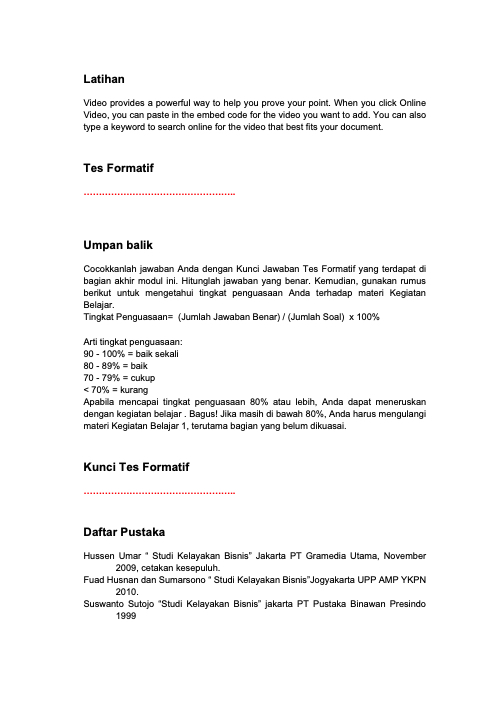 Latihan
Video provides a powerful way to help you prove your point. When you click Online
Video, you can paste in the embed code for the video you want to add. You can also
type a keyword to search online for the video that best fits your document.
Tes Formatif
…………………………………………..
Umpan balik
Cocokkanlah jawaban Anda dengan Kunci Jawaban Tes Formatif yang terdapat di
bagian akhir modul ini. Hitunglah jawaban yang benar. Kemudian, gunakan rumus
berikut untuk mengetahui tingkat penguasaan Anda terhadap materi Kegiatan
Belajar.
Tingkat Penguasaan= (Jumlah Jawaban Benar) / (Jumlah Soal) x 100%
Arti tingkat penguasaan:
90 - 100% = baik sekali
80 - 89% = baik
70 - 79% = cukup
< 70% = kurang
Apabila mencapai tingkat penguasaan 80% atau lebih, Anda dapat meneruskan
dengan kegiatan belajar . Bagus! Jika masih di bawah 80%, Anda harus mengulangi
materi Kegiatan Belajar 1, terutama bagian yang belum dikuasai.
Kunci Tes Formatif
…………………………………………..
Daftar Pustaka
Hussen Umar “ Studi Kelayakan Bisnis” Jakarta PT Gramedia Utama, November
2009, cetakan kesepuluh.
Fuad Husnan dan Sumarsono “ Studi Kelayakan Bisnis”Jogyakarta UPP AMP YKPN
2010.
Suswanto Sutojo “Studi Kelayakan Bisnis” jakarta PT Pustaka Binawan Presindo
1999